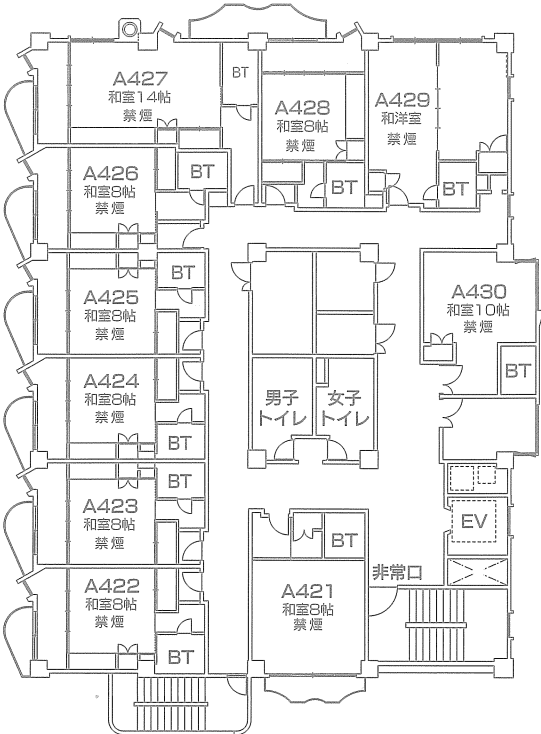 A427
和室14帖
禁煙
BT
A428
和室8帖
禁煙
BT
A429
和洋室
禁煙
BT
A426
和室8帖
禁煙
BT
A425
和室8帖
禁煙
BT
A430
和室10帖
禁煙
BT
A424
和室8帖
禁煙
BT
男子
トイレ
女子
トイレ
A423
和室8帖
禁煙
BT
EV
A422
和室8帖
禁煙
BT
A421
和室8帖
禁煙
BT
非常口